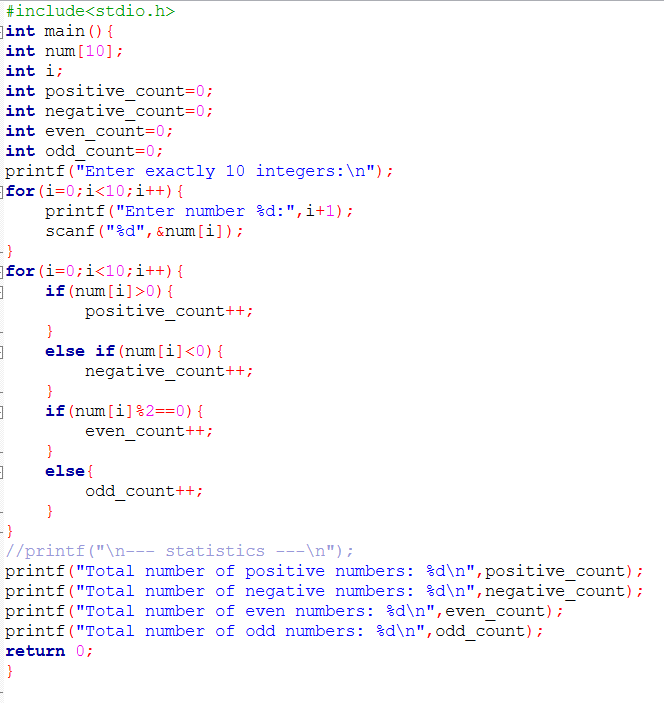 #include<stdio.h>
int main(){
int num[10];
int i;
int positive_count=0;
int negative_count=0;
int even_count=0;
int odd_count=0;
printf("Enter exactly 10 integers:\n");
for(i=0;i<10;i++){
    printf("Enter number %d:",i+1);
    scanf("%d",&num[i]);
}
for(i=0;i<10;i++){
    if(num[i]>0){
        positive_count++;
    }
    else if(num[i]<0){
        negative_count++;
    }
    if(num[i]%2==0){
        even_count++;
    }
    else{
        odd_count++;
    }
}
//printf("\n--- statistics ---\n");
printf("Total number of positive numbers: %d\n",positive_count);
printf("Total number of negative numbers: %d\n",negative_count);
printf("Total number of even numbers: %d\n",even_count);
printf("Total number of odd numbers: %d\n",odd_count);
return 0;
}